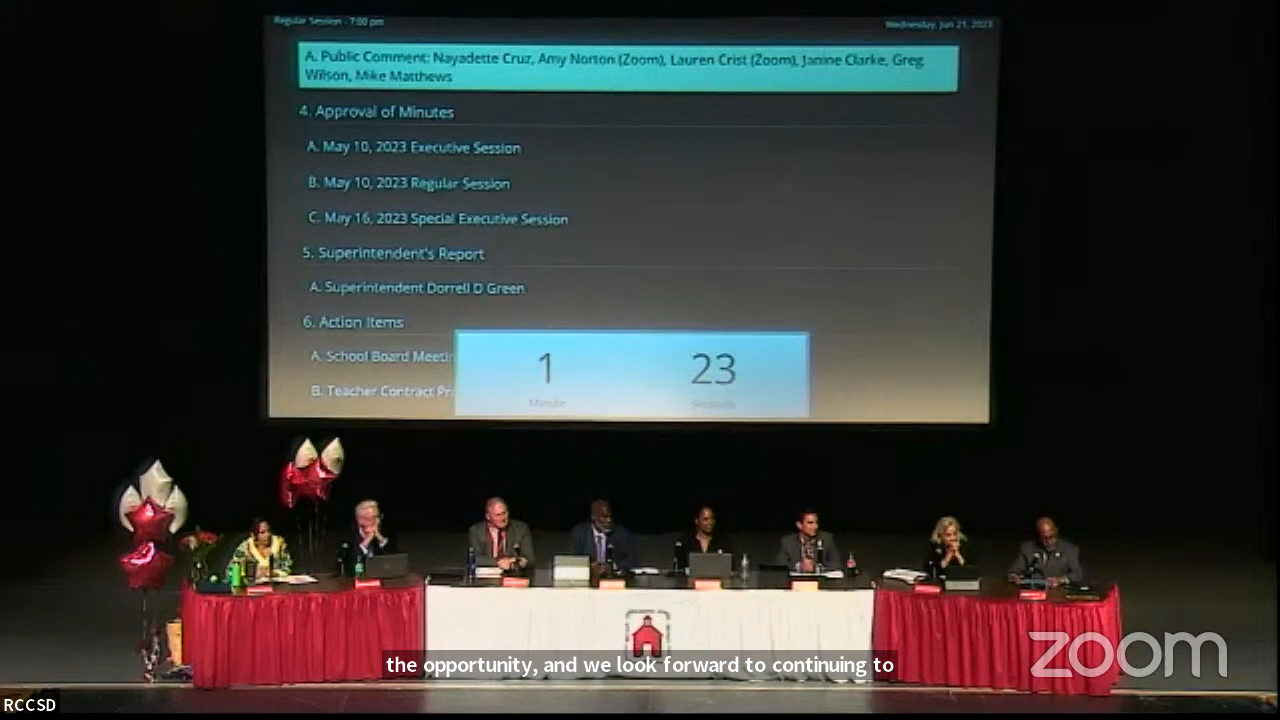 Regular Session - 7:00 pm
Wednesday, Jun 21, 2023
A. Public Comment: Nayadette Cruz, Amy Norton (Zoom), Lauren Crist (Zoom), Janine Clarke, Greg
Wilson, Mike Matthews
4. Approval of Minutes
A. May 10, 2023 Executive Session
B. May 10, 2023 Regular Session
C. May 16, 2023 Special Executive Session
5. Superintendent's Report
A. Superintendent Dorrell D Green
6. Action Items
A. School Board
B. Teacher Contract
1 23
Minute Seconds
the opportunity, and we look forward to continuing to
zoom
RCCSD